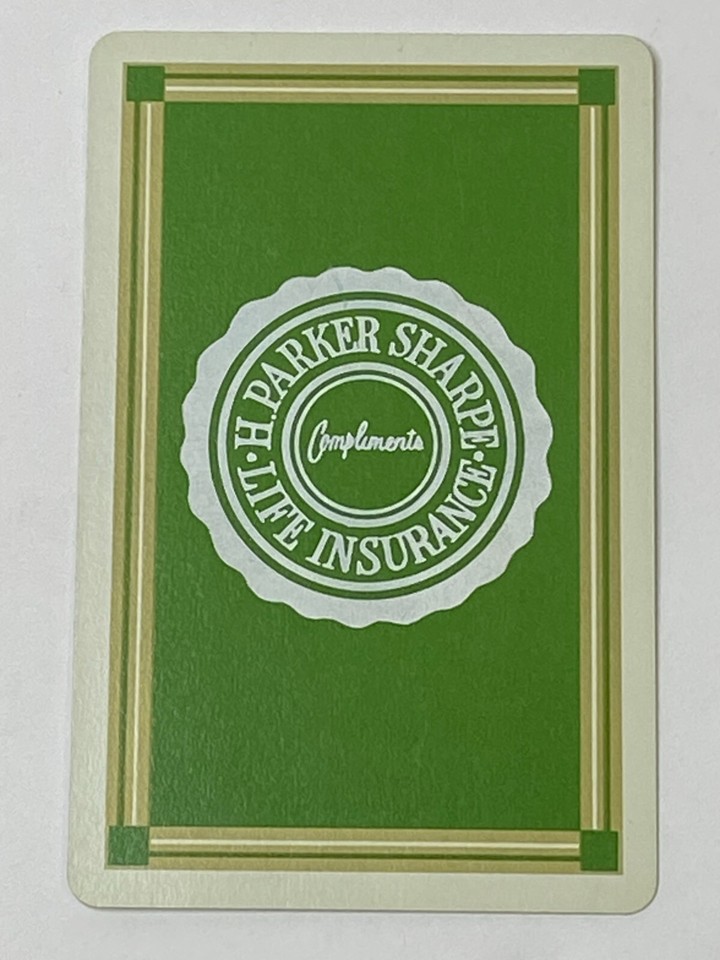 H. PARKER SHARPE
Compliments
• LIFE INSURANCE •